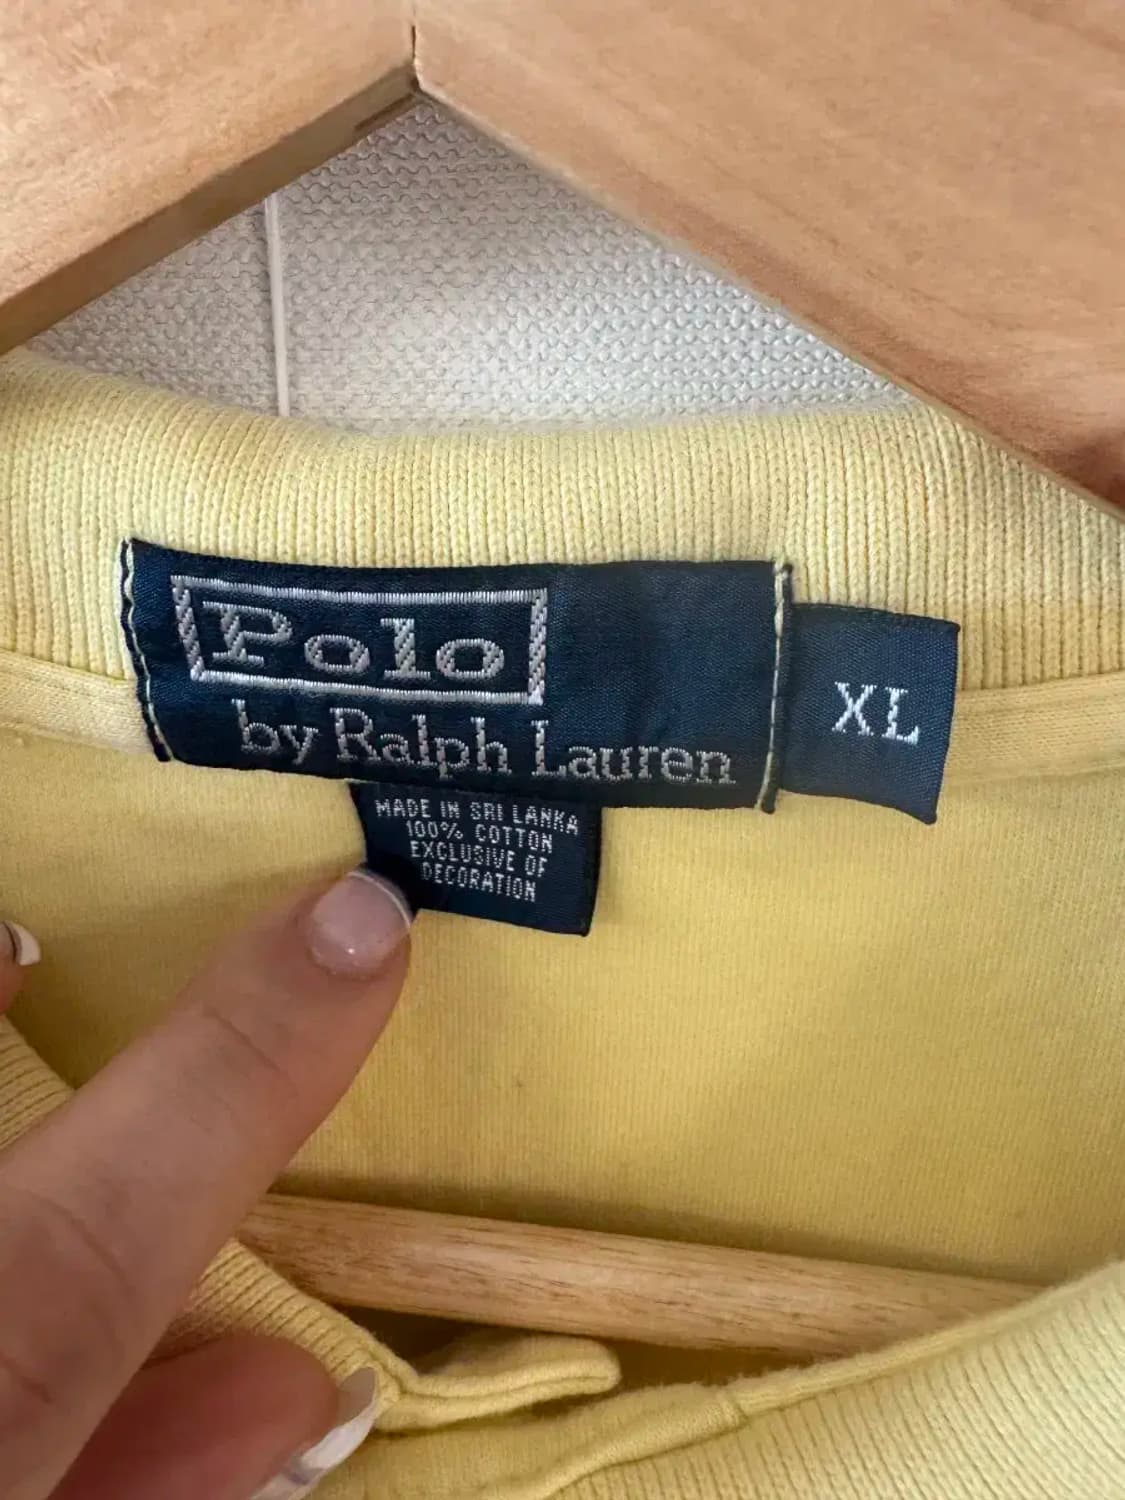 Polo
by Ralph Lauren
XL
MADE IN SRI LANKA
100% COTTON
EXCLUSIVE OF
DECORATION